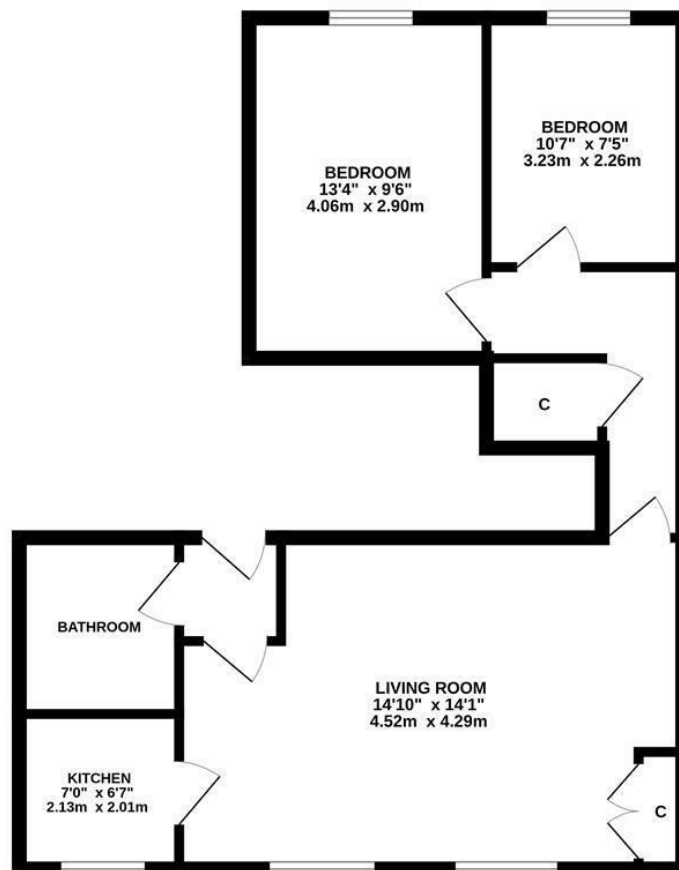 BEDROOM
10'7" x 7'5"
3.23m x 2.26m
BEDROOM
13'4" x 9'6"
4.06m x 2.90m
C
BATHROOM
LIVING ROOM
14'10" x 14'1"
4.52m x 4.29m
KITCHEN
7'0" x 6'7"
2.13m x 2.01m
C